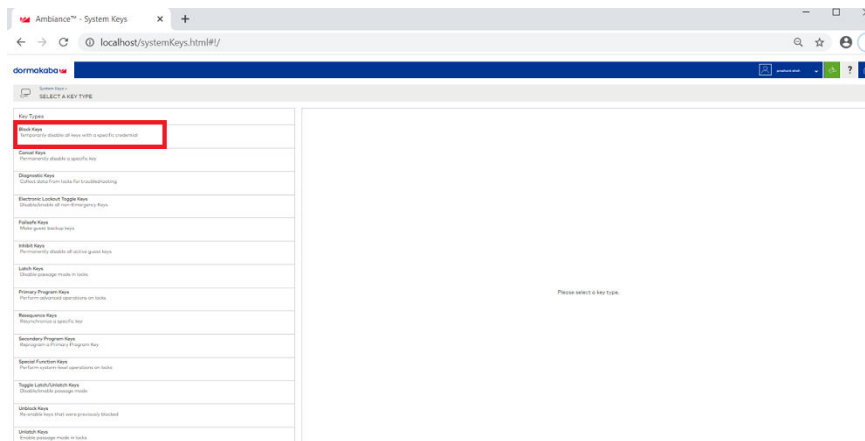 Ambiance™ - System Keys
localhost/systemKeys.html#!/
dormakaba
System Keys >
SELECT A KEY TYPE
Key Types
Block Keys
Temporarily disable all keys with a specific credential
Cancel Keys
Permanently disable a specific key
Diagnostic Keys
Collect data from locks for troubleshooting
Electronic Lockout Toggle Keys
Disable/enable all non-Emergency Keys
Failsafe Keys
Make guest backup keys
Inhibit Keys
Permanently disable all active guest keys
Latch Keys
Disable passage mode in locks
Primary Program Keys
Perform advanced operations on locks
Please select a key type.
Resequence Keys
Resynchronize a specific key
Secondary Program Keys
Reprogram a Primary Program Key
Special Function Keys
Perform system-level operations on locks
Toggle Latch/Unlatch Keys
Disable/enable passage mode
Unblock Keys
Re-enable keys that were previously blocked
Unlatch Keys
Enable passage mode in locks